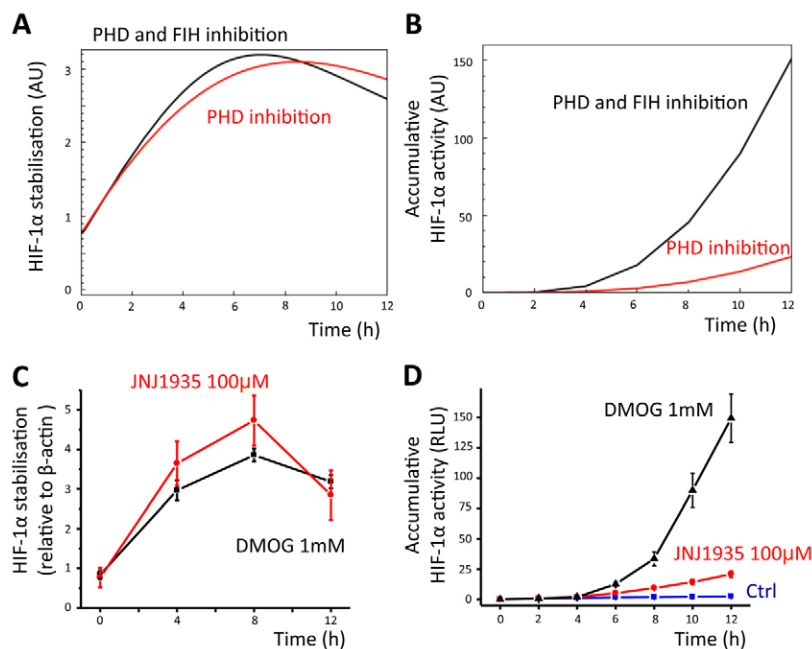 A
PHD and FIH inhibition
HIF-1α stabilisation (AU)
3
2
1
0
PHD inhibition
0 2 4 6 8 10 12
Time (h)
B
Accumulative
HIF-1α activity (AU)
150
100
50
0
PHD and FIH inhibition
PHD inhibition
0 2 4 6 8 10 12
Time (h)
C
JNJ1935 100µM
HIF-1α stabilisation
(relative to β-actin )
5
4
3
2
1
0
DMOG 1mM
0 4 8 12
Time (h)
D
DMOG 1mM
Accumulative
HIF-1α activity (RLU)
150
125
100
75
50
25
0
JNJ1935 100µM
Ctrl
0 2 4 6 8 10 12
Time (h)